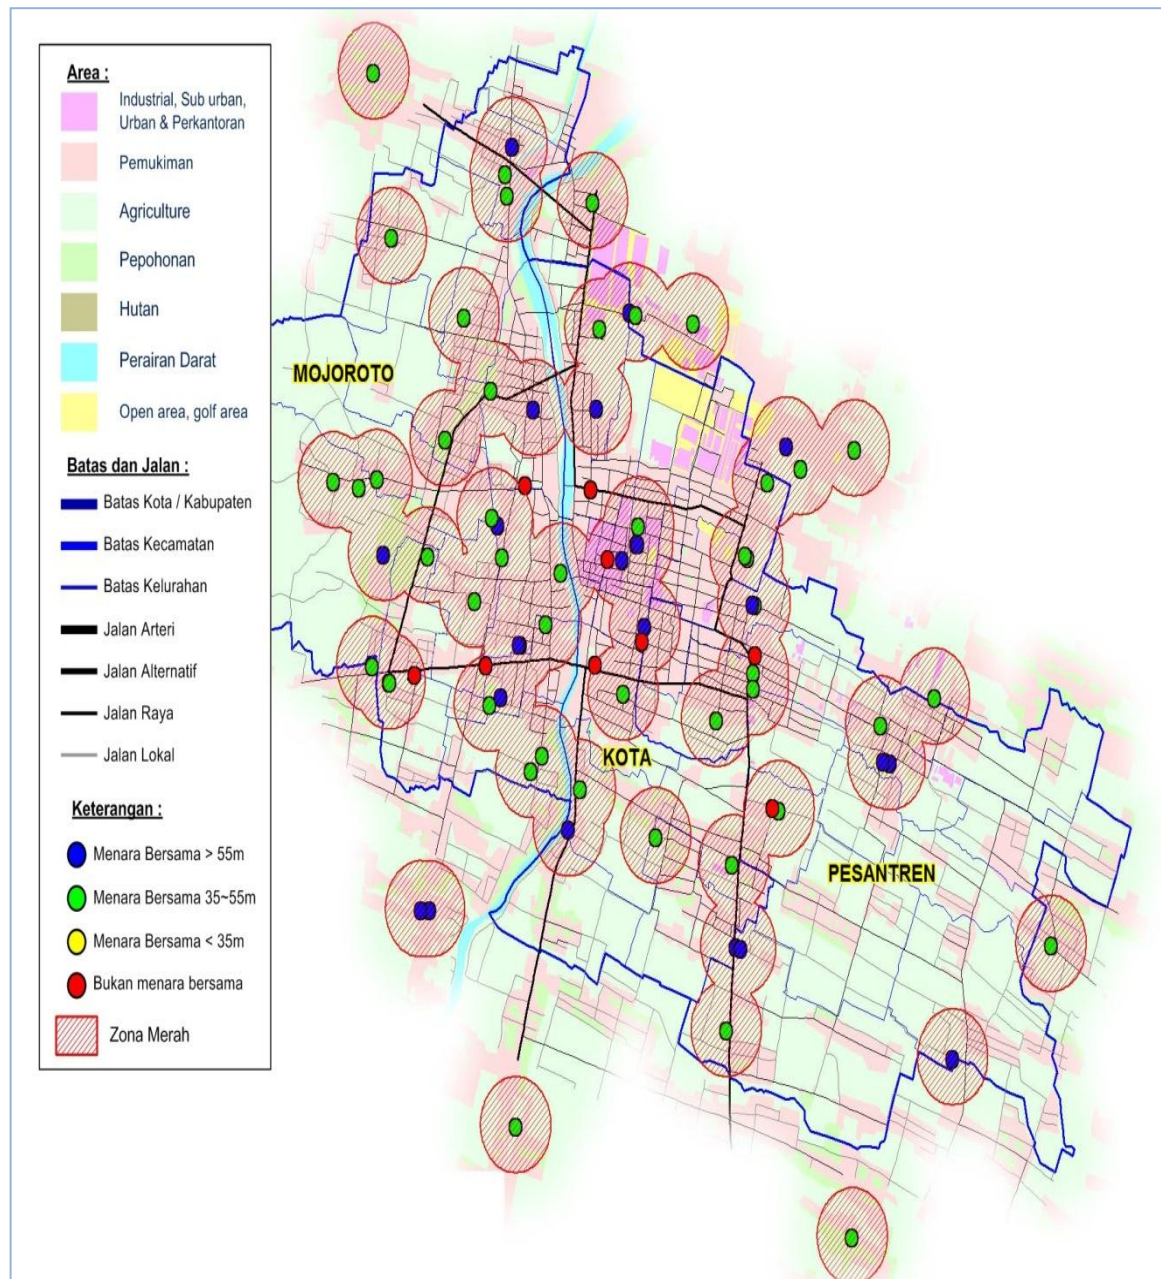 Area :
Industrial, Sub urban,
Urban & Perkantoran
Pemukiman
Agriculture
Pepohonan
Hutan
Perairan Darat
Open area, golf area
Batas dan Jalan :
Batas Kota / Kabupaten
Batas Kecamatan
Batas Kelurahan
Jalan Arteri
Jalan Alternatif
Jalan Raya
Jalan Lokal
Keterangan :
Menara Bersama > 55m
Menara Bersama 35~55m
Menara Bersama < 35m
Bukan menara bersama
Zona Merah
MOJOROTO
KOTA
PESANTREN